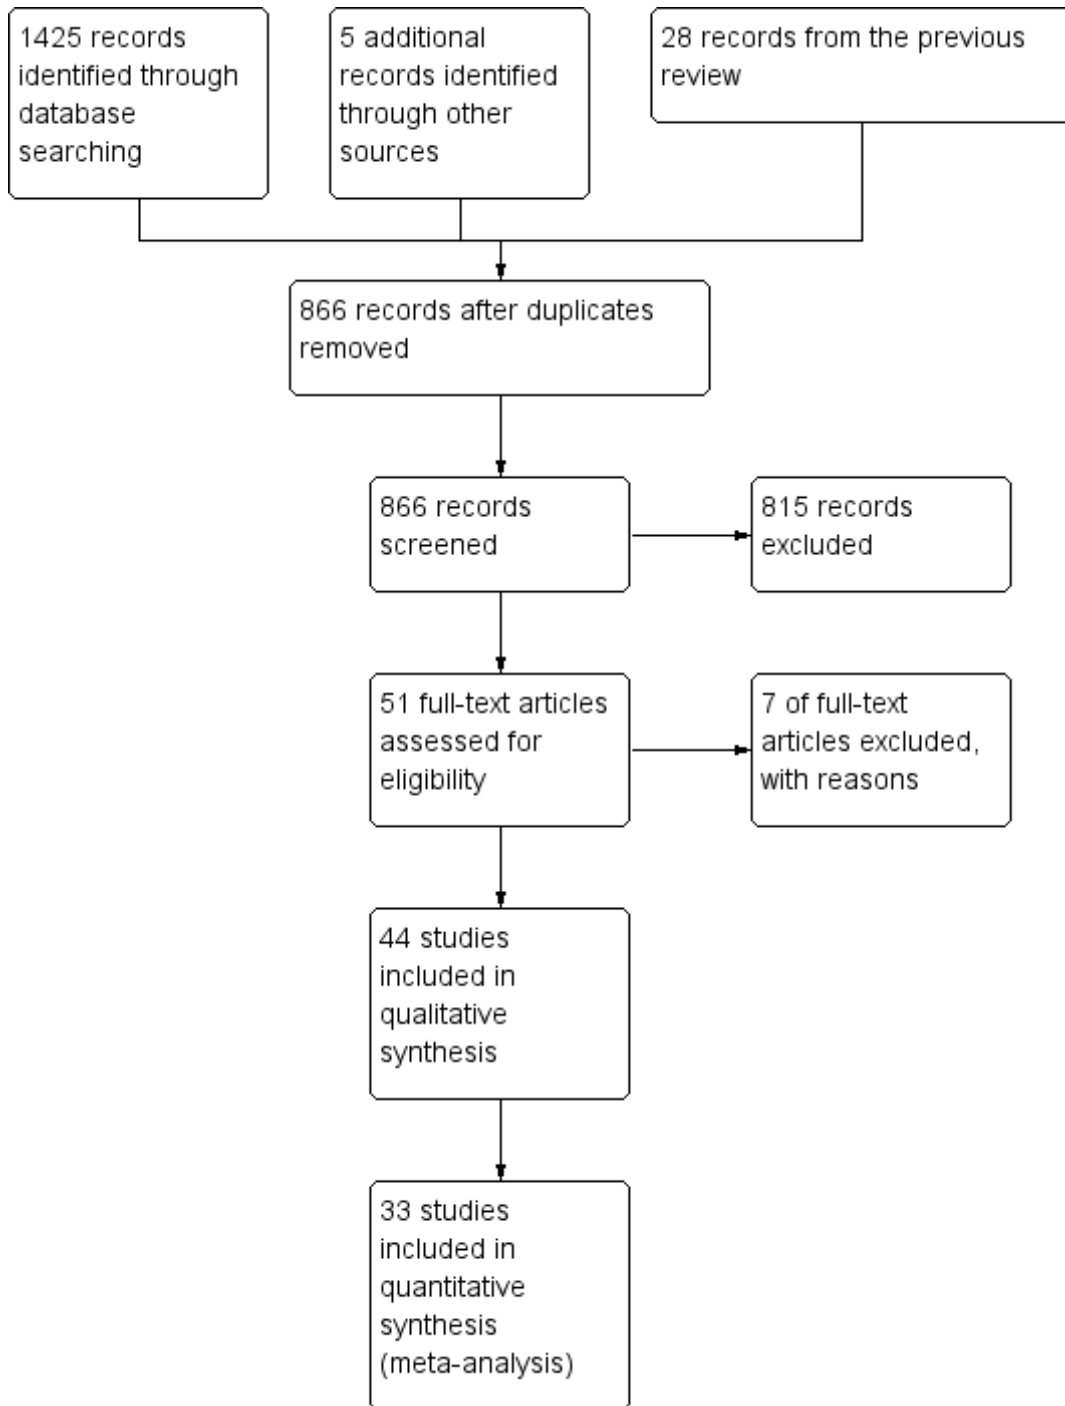 1425 records
identified through
database
searching
5 additional
records identified
through other
sources
28 records from the previous
review
866 records after duplicates
removed
866 records
screened
815 records
excluded
51 full-text articles
assessed for
eligibility
7 of full-text
articles excluded,
with reasons
44 studies
included in
qualitative
synthesis
33 studies
included in
quantitative
synthesis
(meta-analysis)